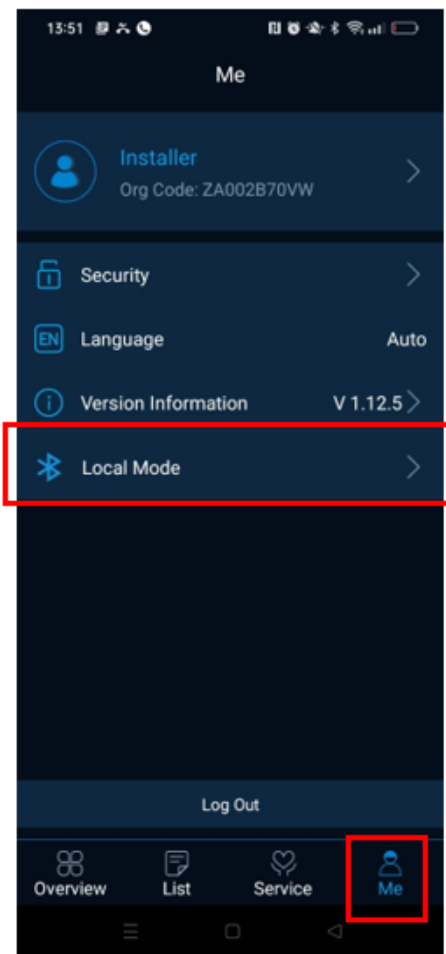 13:51
Me
Installer
Org Code: ZA002B70VW
Security
EN Language Auto
Version Information V 1.12.5
Local Mode
Log Out
Overview List Service Me